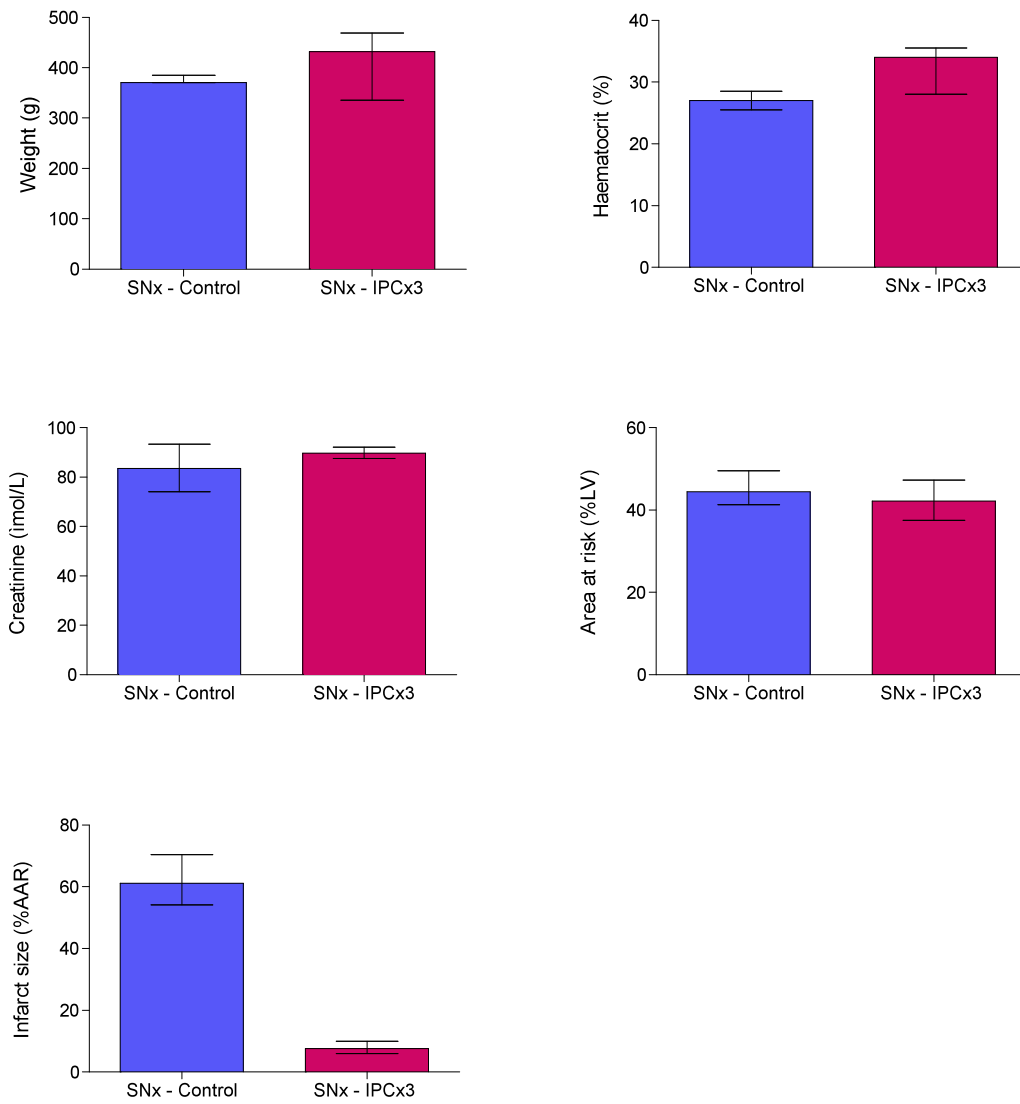 Weight (g)
500
400
300
200
100
0
SNx - Control
SNx - IPCx3
Haematocrit (%)
40
30
20
10
0
SNx - Control
SNx - IPCx3
Creatinine (ìmol/L)
100
80
60
40
20
0
SNx - Control
SNx - IPCx3
Area at risk (%LV)
60
40
20
0
SNx - Control
SNx - IPCx3
Infarct size (%AAR)
80
60
40
20
0
SNx - Control
SNx - IPCx3